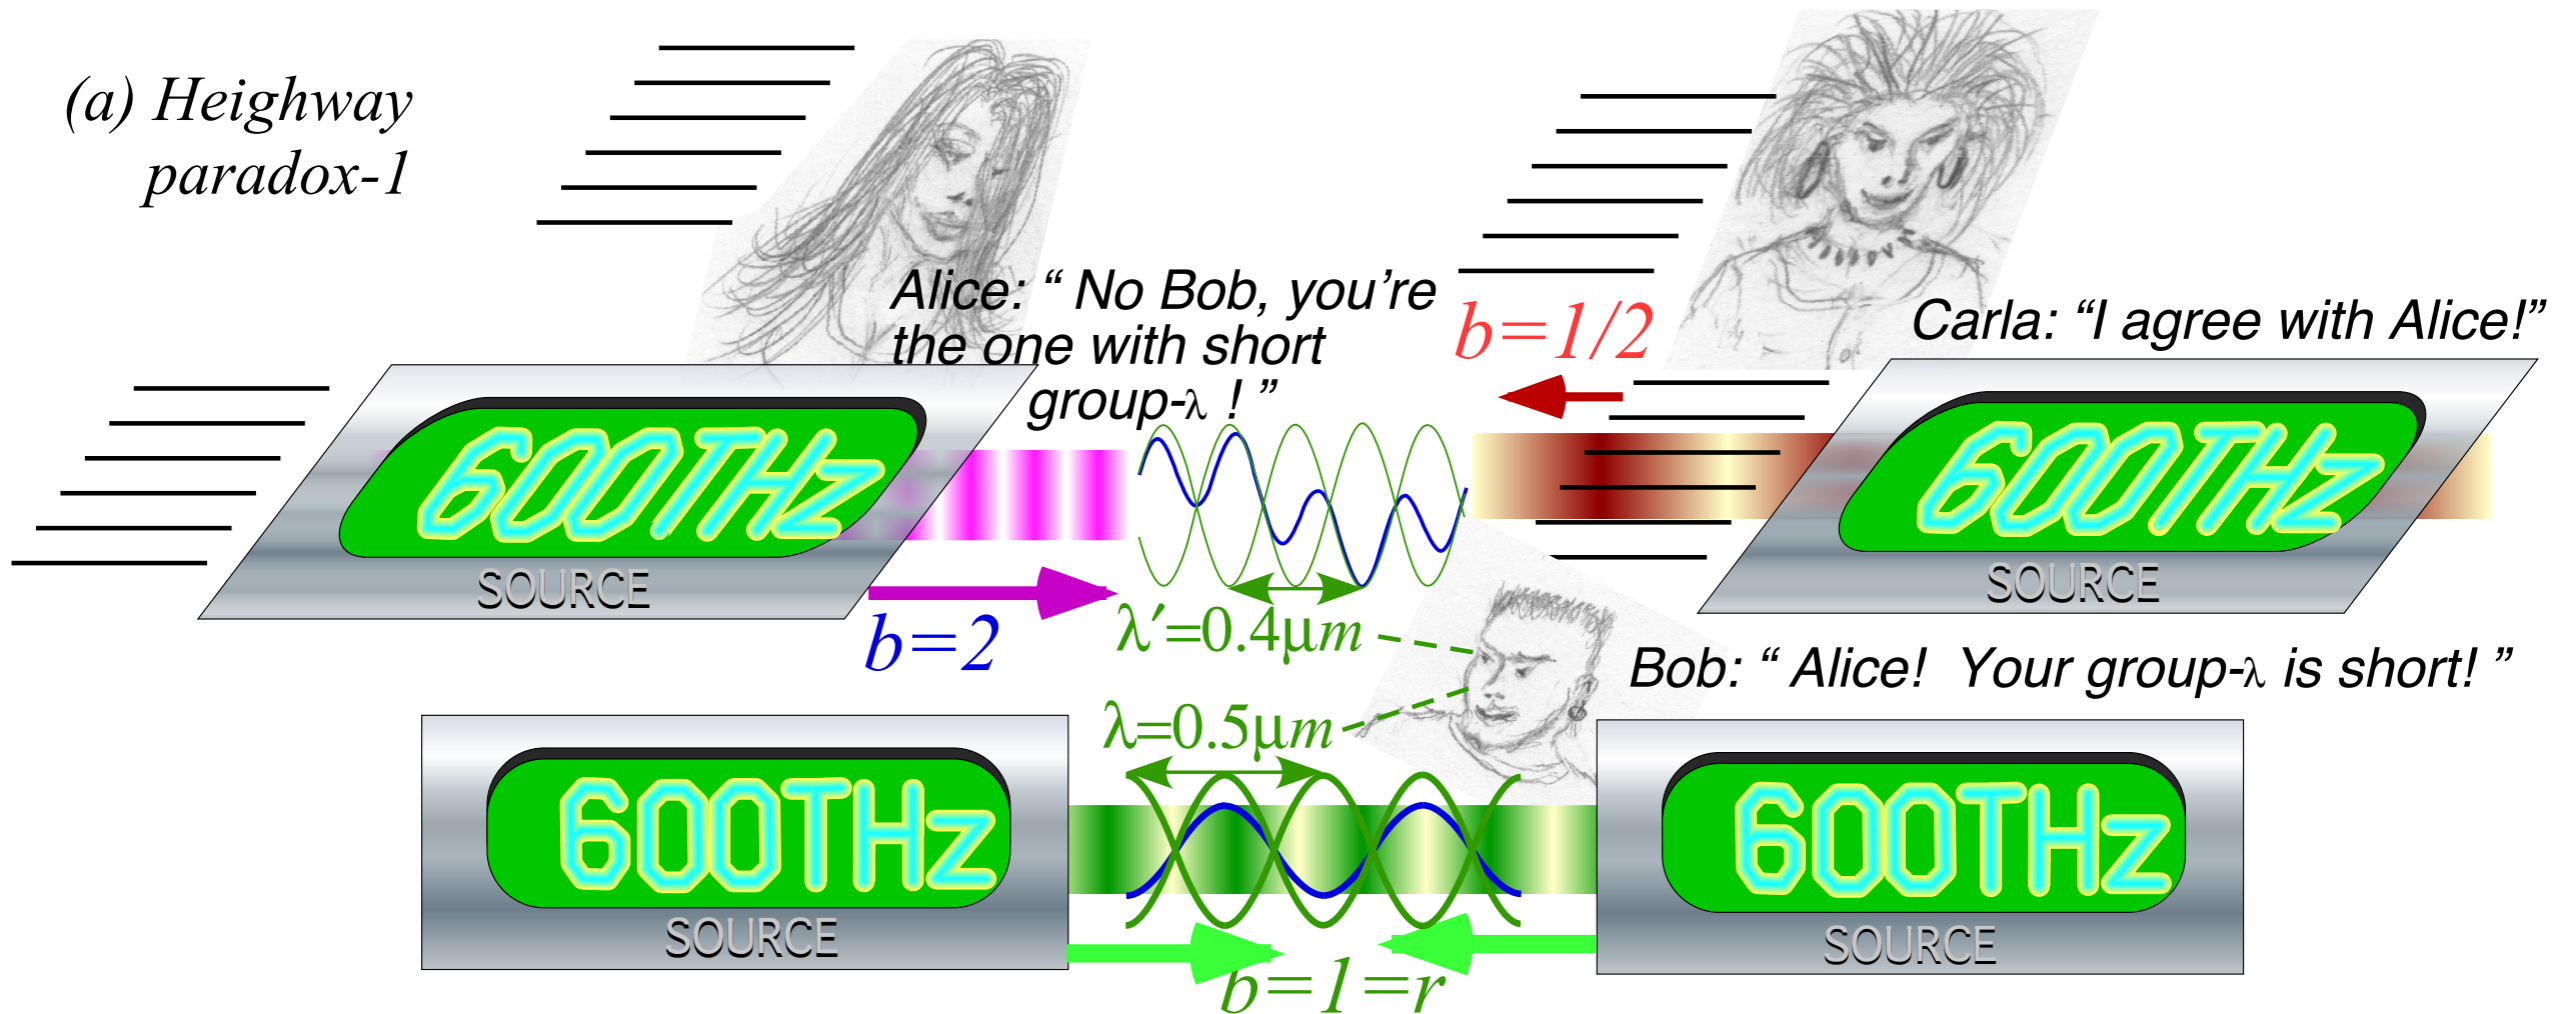 (a) Heighway
paradox-1
Alice: “ No Bob, you’re
the one with short
group-λ ! ”
b=1/2
Carla: “I agree with Alice!”
600THz
SOURCE
600THz
SOURCE
b=2
λ′=0.4μm
Bob: “ Alice!  Your group-λ is short! ”
λ=0.5μm
600THz
SOURCE
600THz
SOURCE
b=1=r